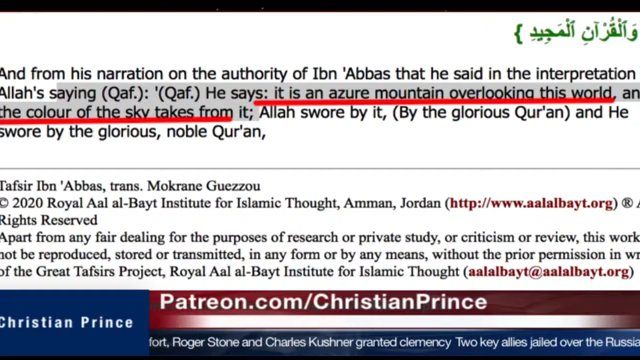 وَٱلْقُرْآنِ ٱلْمَجِيدِ }
And from his narration on the authority of Ibn 'Abbas that he said in the interpretation
Allah's saying (Qaf.): '(Qaf.) He says: it is an azure mountain overlooking this world, an
the colour of the sky takes from it; Allah swore by it, (By the glorious Qur'an) and He
swore by the glorious, noble Qur'an,
Tafsir Ibn 'Abbas, trans. Mokrane Guezzou
© 2020 Royal Aal al-Bayt Institute for Islamic Thought, Amman, Jordan (http://www.aalalbayt.org) ® A
Rights Reserved
Apart from any fair dealing for the purposes of research or private study, or criticism or review, this work
not be reproduced, stored or transmitted, in any form or by any means, without the prior permission in wr
of the Great Tafsirs Project, Royal Aal al-Bayt Institute for Islamic Thought (aalalbayt@aalalbayt.org)
Patreon.com/ChristianPrince
Christian Prince
fort, Roger Stone and Charles Kushner granted clemency Two key allies jailed over the Russia